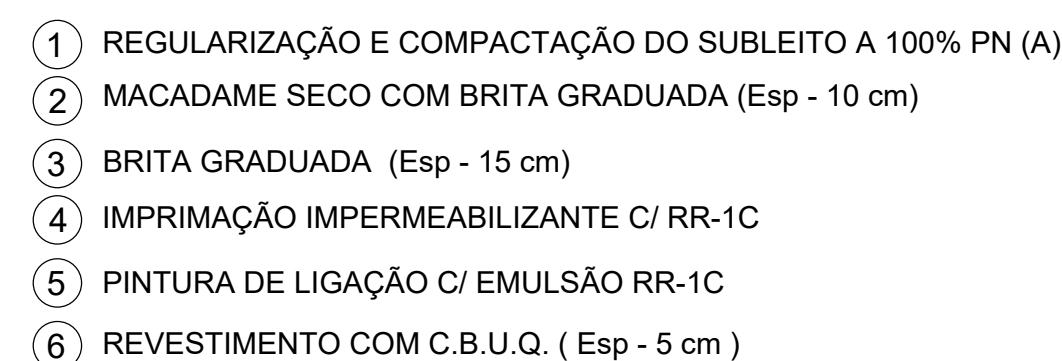 1 REGULARIZAÇÃO E COMPACTAÇÃO DO SUBLEITO A 100% PN (A)
2 MACADAME SECO COM BRITA GRADUADA (Esp - 10 cm)
3 BRITA GRADUADA (Esp - 15 cm)
4 IMPRIMAÇÃO IMPERMEABILIZANTE C/ RR-1C
5 PINTURA DE LIGAÇÃO C/ EMULSÃO RR-1C
6 REVESTIMENTO COM C.B.U.Q. ( Esp - 5 cm )